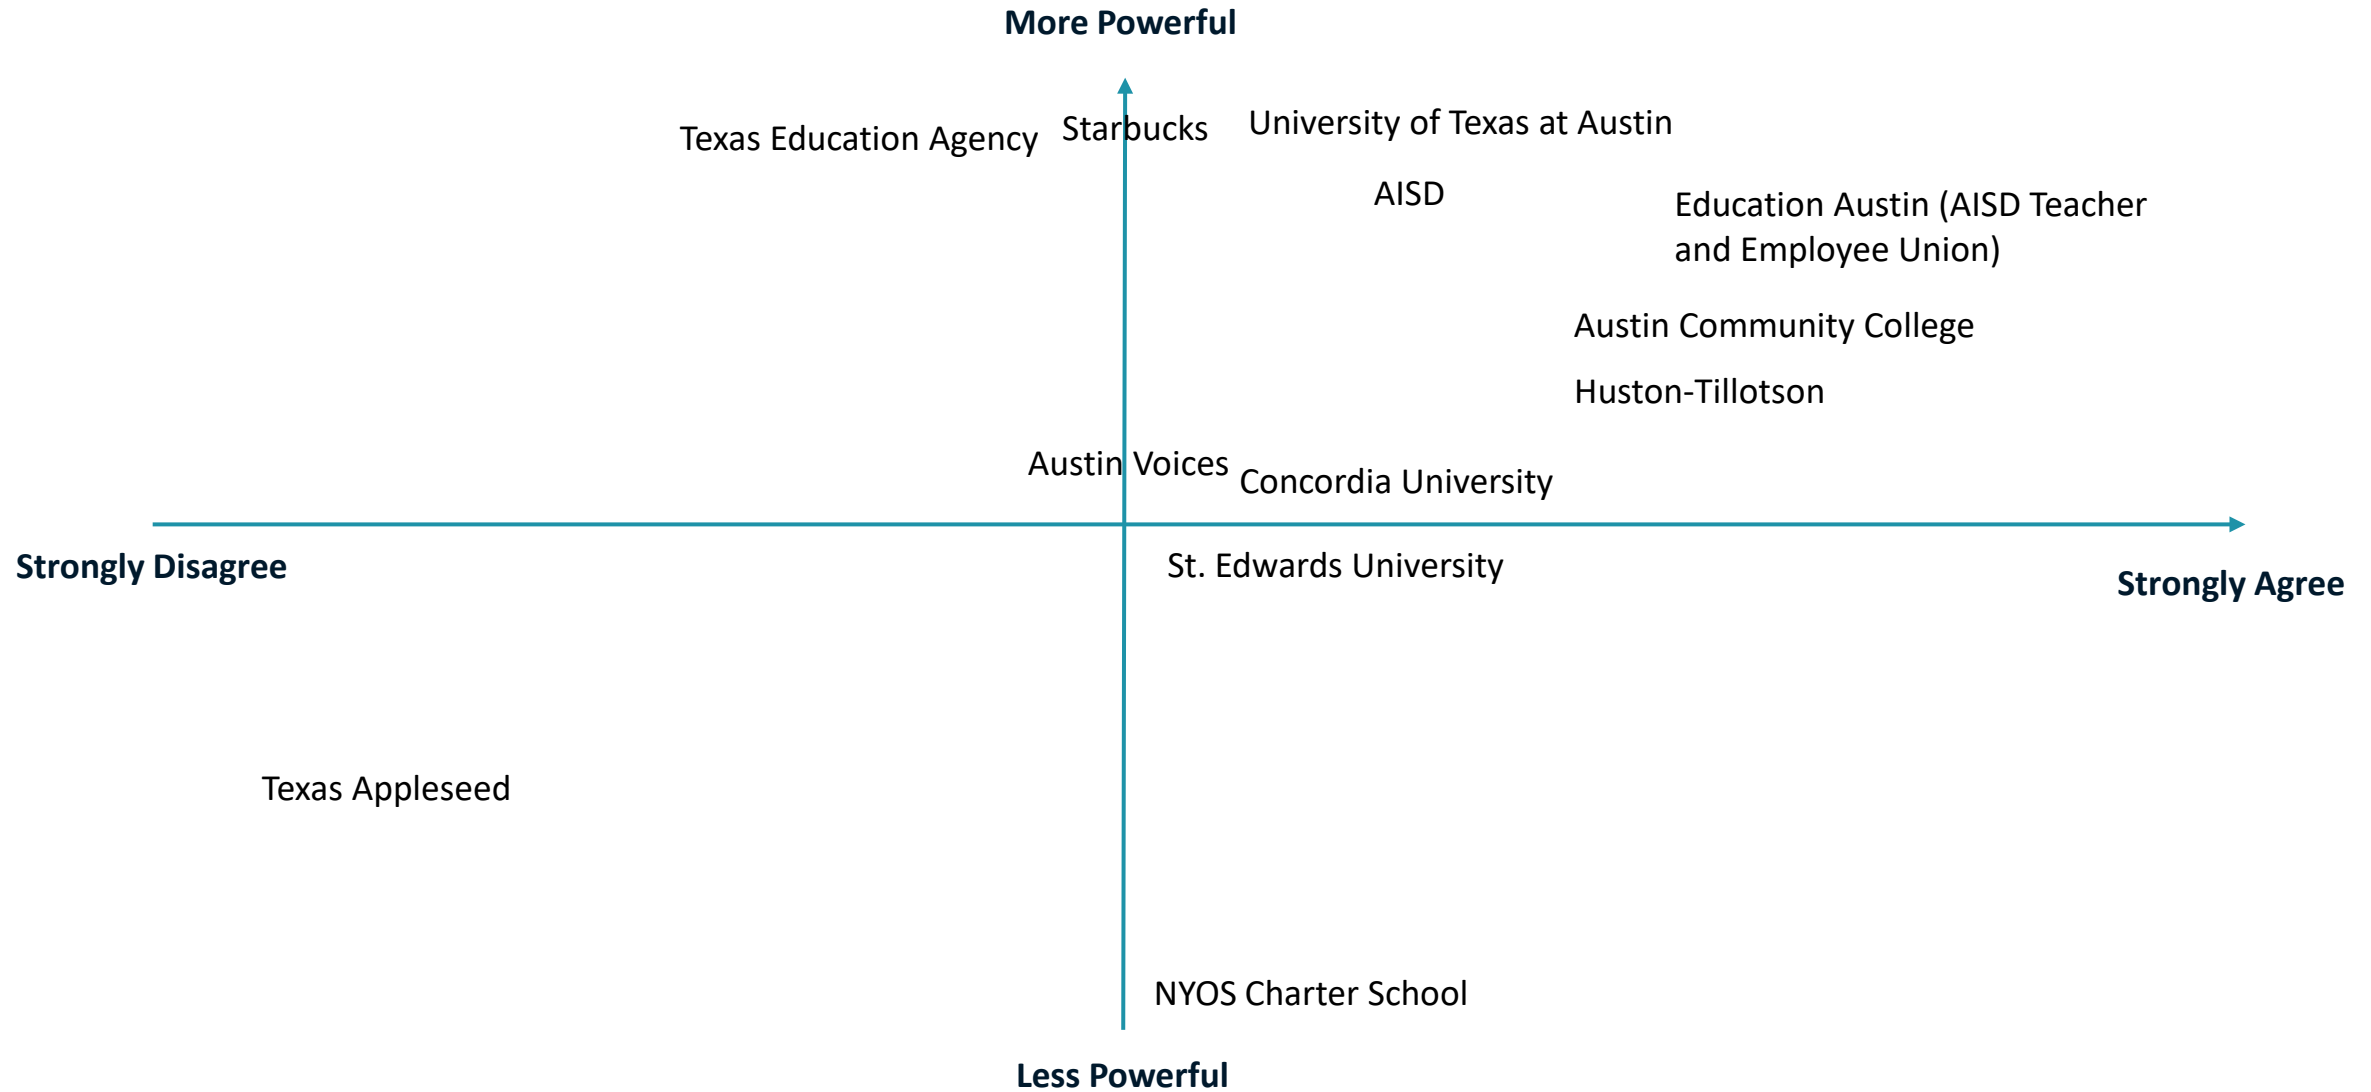 More Powerful
Texas Education Agency
Starbucks
University of Texas at Austin
AISD
Education Austin (AISD Teacher
and Employee Union)
Austin Community College
Huston-Tillotson
Austin Voices
Concordia University
Strongly Disagree
St. Edwards University
Strongly Agree
Texas Appleseed
NYOS Charter School
Less Powerful